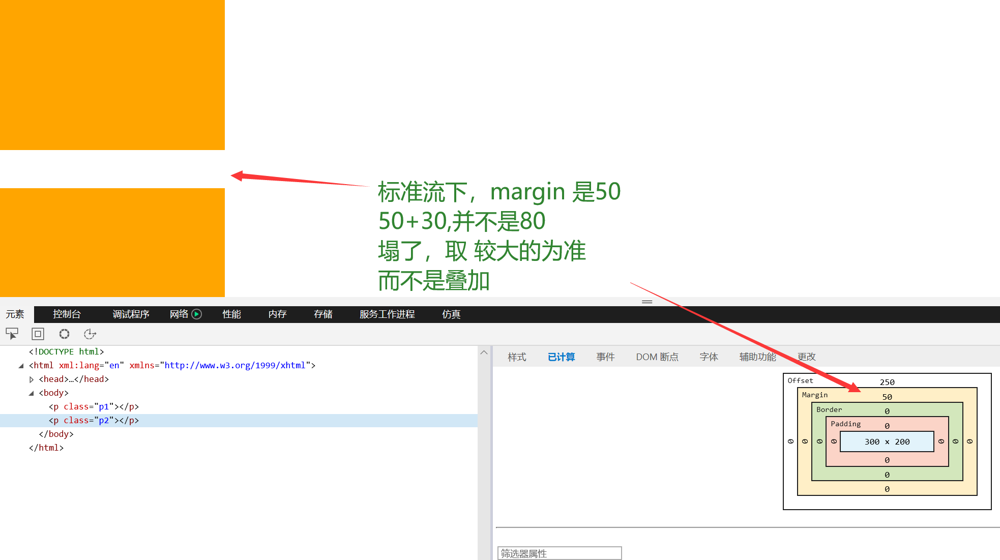 标准流下，margin 是50
50+30,并不是80
塌了，取 较大的为准
而不是叠加
元素 控制台 调试程序 网络 性能 内存 存储 服务工作进程 仿真
<!DOCTYPE html>
<html xml:lang="en" xmlns="http://www.w3.org/1999/xhtml">
<head>…</head>
<body>
<p class="p1"></p>
<p class="p2"></p>
</body>
</html>
样式 已计算 事件 DOM 断点 字体 辅助功能 更改
Offset 250
Margin 50
Border 0
Padding 0
0 0 0 0 300 × 200 0 0 0 0
0
0
0
筛选器属性